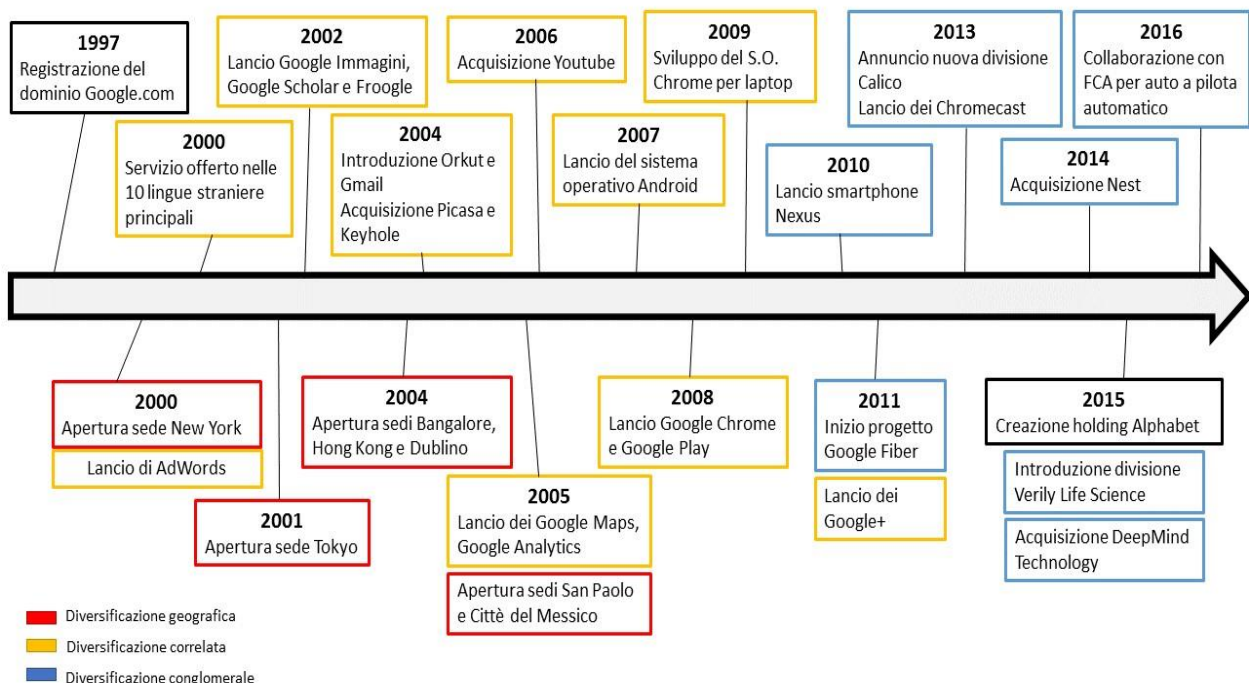 1997
Registrazione del
dominio Google.com
2000
Servizio offerto nelle
10 lingue straniere
principali
2002
Lancio Google Immagini,
Google Scholar e Froogle
2004
Introduzione Orkut e
Gmail
Acquisizione Picasa e
Keyhole
2006
Acquisizione Youtube
2007
Lancio del sistema
operativo Android
2009
Sviluppo del S.O.
Chrome per laptop
2010
Lancio smartphone
Nexus
2013
Annuncio nuova divisione
Calico
Lancio dei Chromecast
2014
Acquisizione Nest
2016
Collaborazione con
FCA per auto a pilota
automatico
2000
Apertura sede New York
Lancio di AdWords
2001
Apertura sede Tokyo
2004
Apertura sedi Bangalore,
Hong Kong e Dublino
2005
Lancio dei Google Maps,
Google Analytics
Apertura sedi San Paolo
e Cittè del Messico
2008
Lancio Google Chrome
e Google Play
2011
Inizio progetto
Google Fiber
Lancio dei
Google+
2015
Creazione holding Alphabet
Introduzione divisione
Verily Life Science
Acquisizione DeepMind
Technology
Diversificazione geografica
Diversificazione correlata
Diversificazione conglomerale